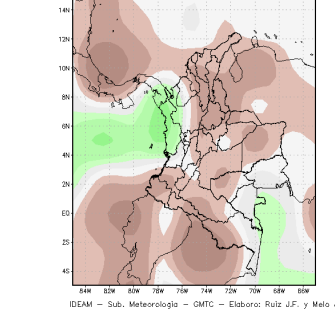 14N
12N
10N
8N
6N
4N
2N
EQ
2S
4S
84W 82W 80W 78W 76W 74W 72W 70W 68W 66W
IDEAM – Sub. Meteorología – GMTC – Elaboro: Ruiz J.F. y Melo